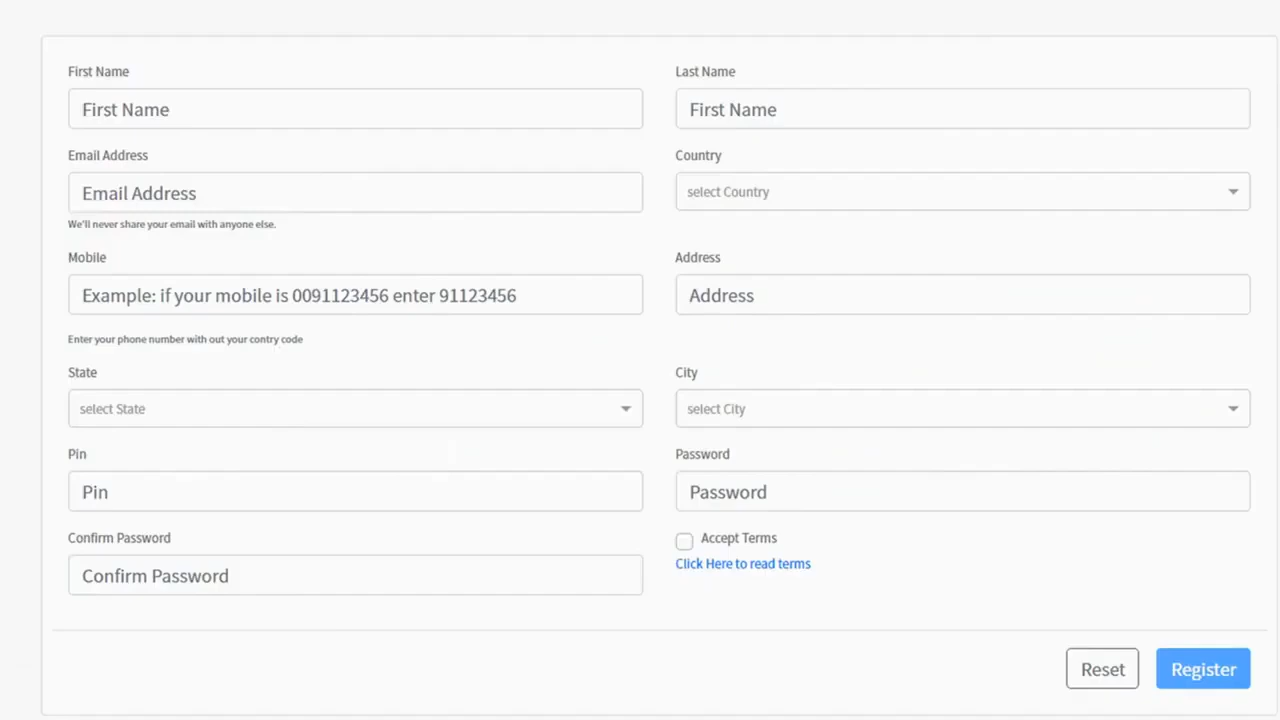 First Name
Last Name
First Name
First Name
Email Address
Country
Email Address
select Country
We'll never share your email with anyone else.
Mobile
Address
Example: if your mobile is 0091123456 enter 91123456
Address
Enter your phone number with out your contry code
State
City
select State
select City
Pin
Password
Pin
Password
Confirm Password
Accept Terms
Click Here to read terms
Confirm Password
Reset
Register